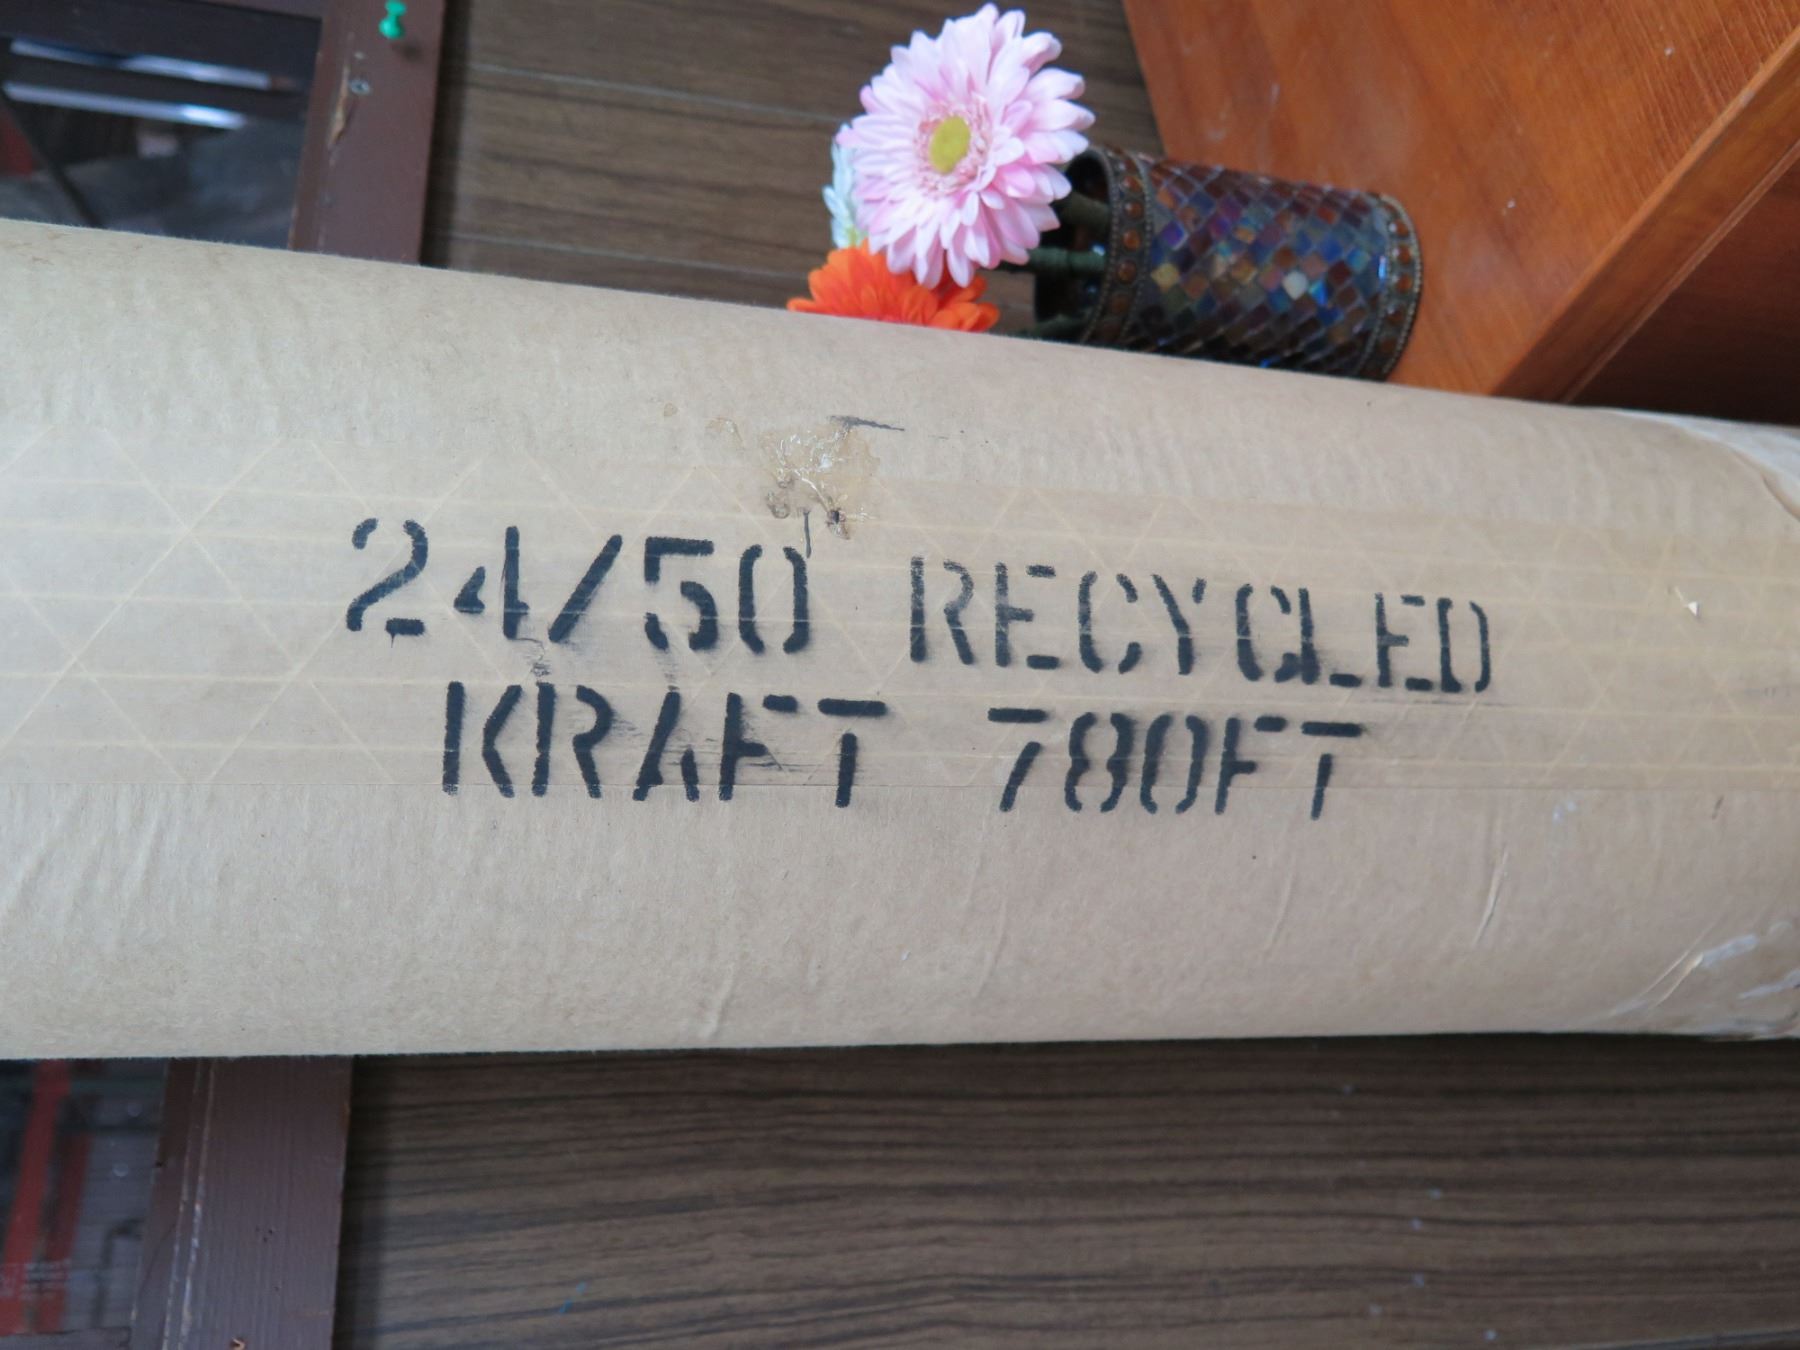 24/50 RECYCLED
KRAFT 780FT